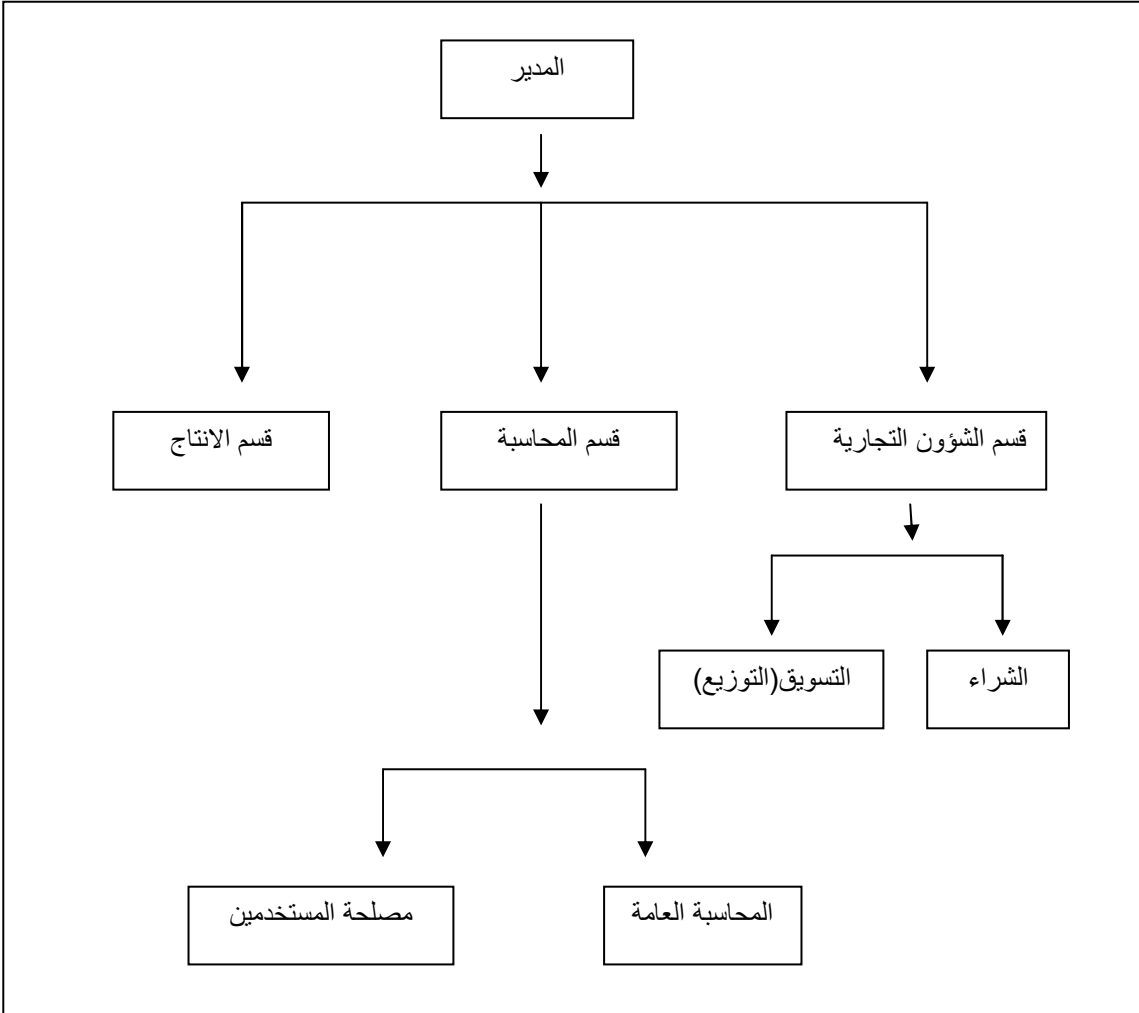 المدير
قسم الشؤون التجارية
قسم المحاسبة
قسم الانتاج
الشراء
التسويق(التوزيع)
المحاسبة العامة
مصلحة المستخدمين